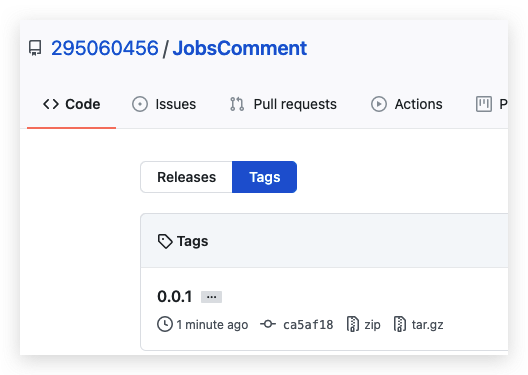 295060456 / JobsComment
Code Issues Pull requests Actions P
Releases Tags
Tags
0.0.1 ...
1 minute ago ca5af18 zip tar.gz